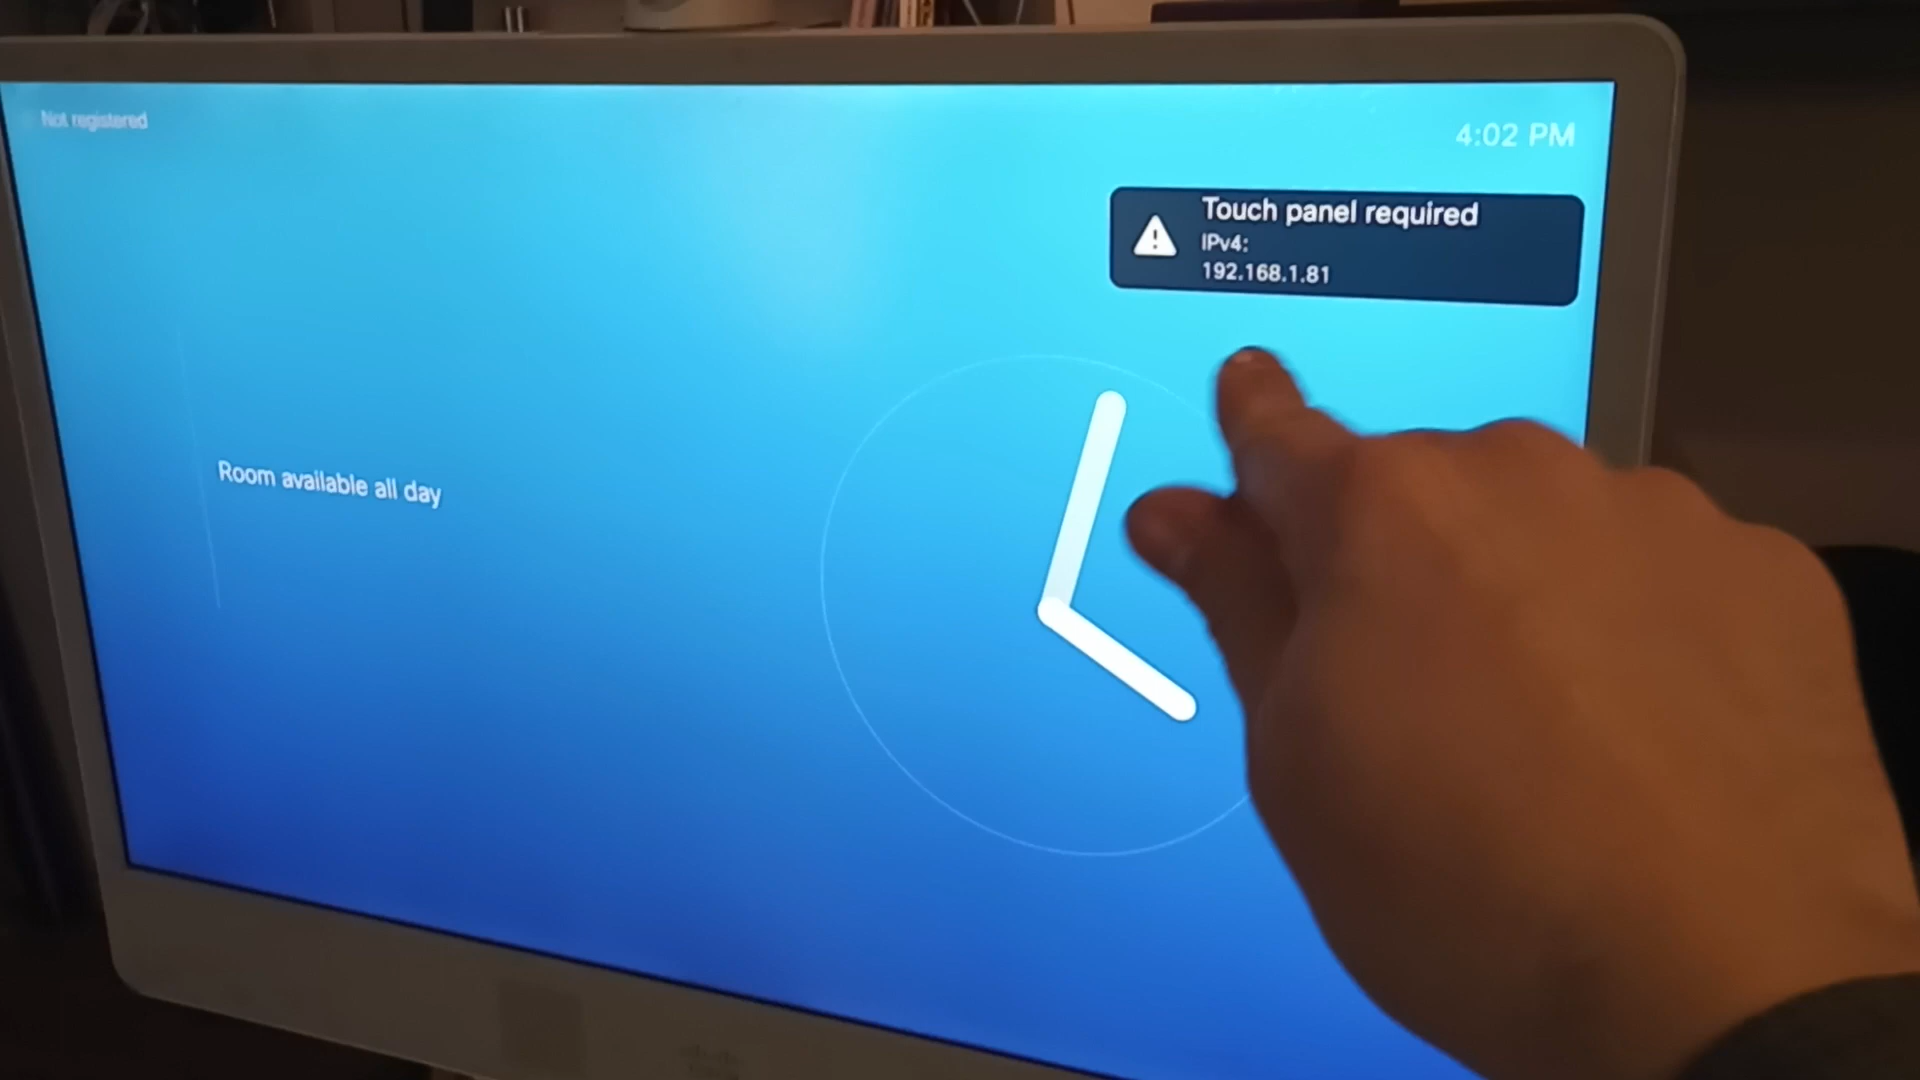 Not registered
4:02 PM
Touch panel required
IPv4:
192.168.1.81
Room available all day